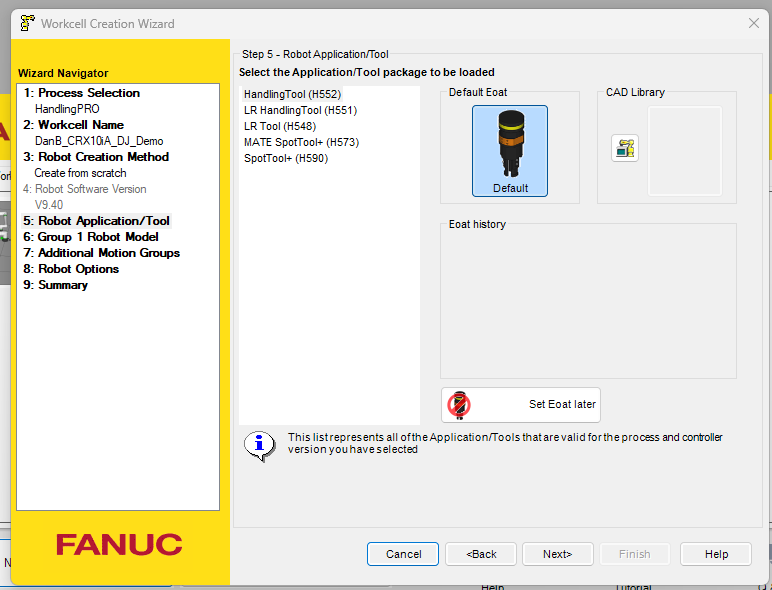 Workcell Creation Wizard
Wizard Navigator
1: Process Selection
HandlingPRO
2: Workcell Name
DanB_CRX10iA_DJ_Demo
3: Robot Creation Method
Create from scratch
4: Robot Software Version
V9.40
5: Robot Application/Tool
6: Group 1 Robot Model
7: Additional Motion Groups
8: Robot Options
9: Summary
FANUC
Step 5 - Robot Application/Tool
Select the Application/Tool package to be loaded
HandlingTool (H552)
LR HandlingTool (H551)
LR Tool (H548)
MATE SpotTool+ (H573)
SpotTool+ (H590)
Default Eoat
Default
CAD Library
Eoat history
Set Eoat later
This list represents all of the Application/Tools that are valid for the process and controller
version you have selected
Cancel
<Back
Next>
Finish
Help
Help
Tutorial